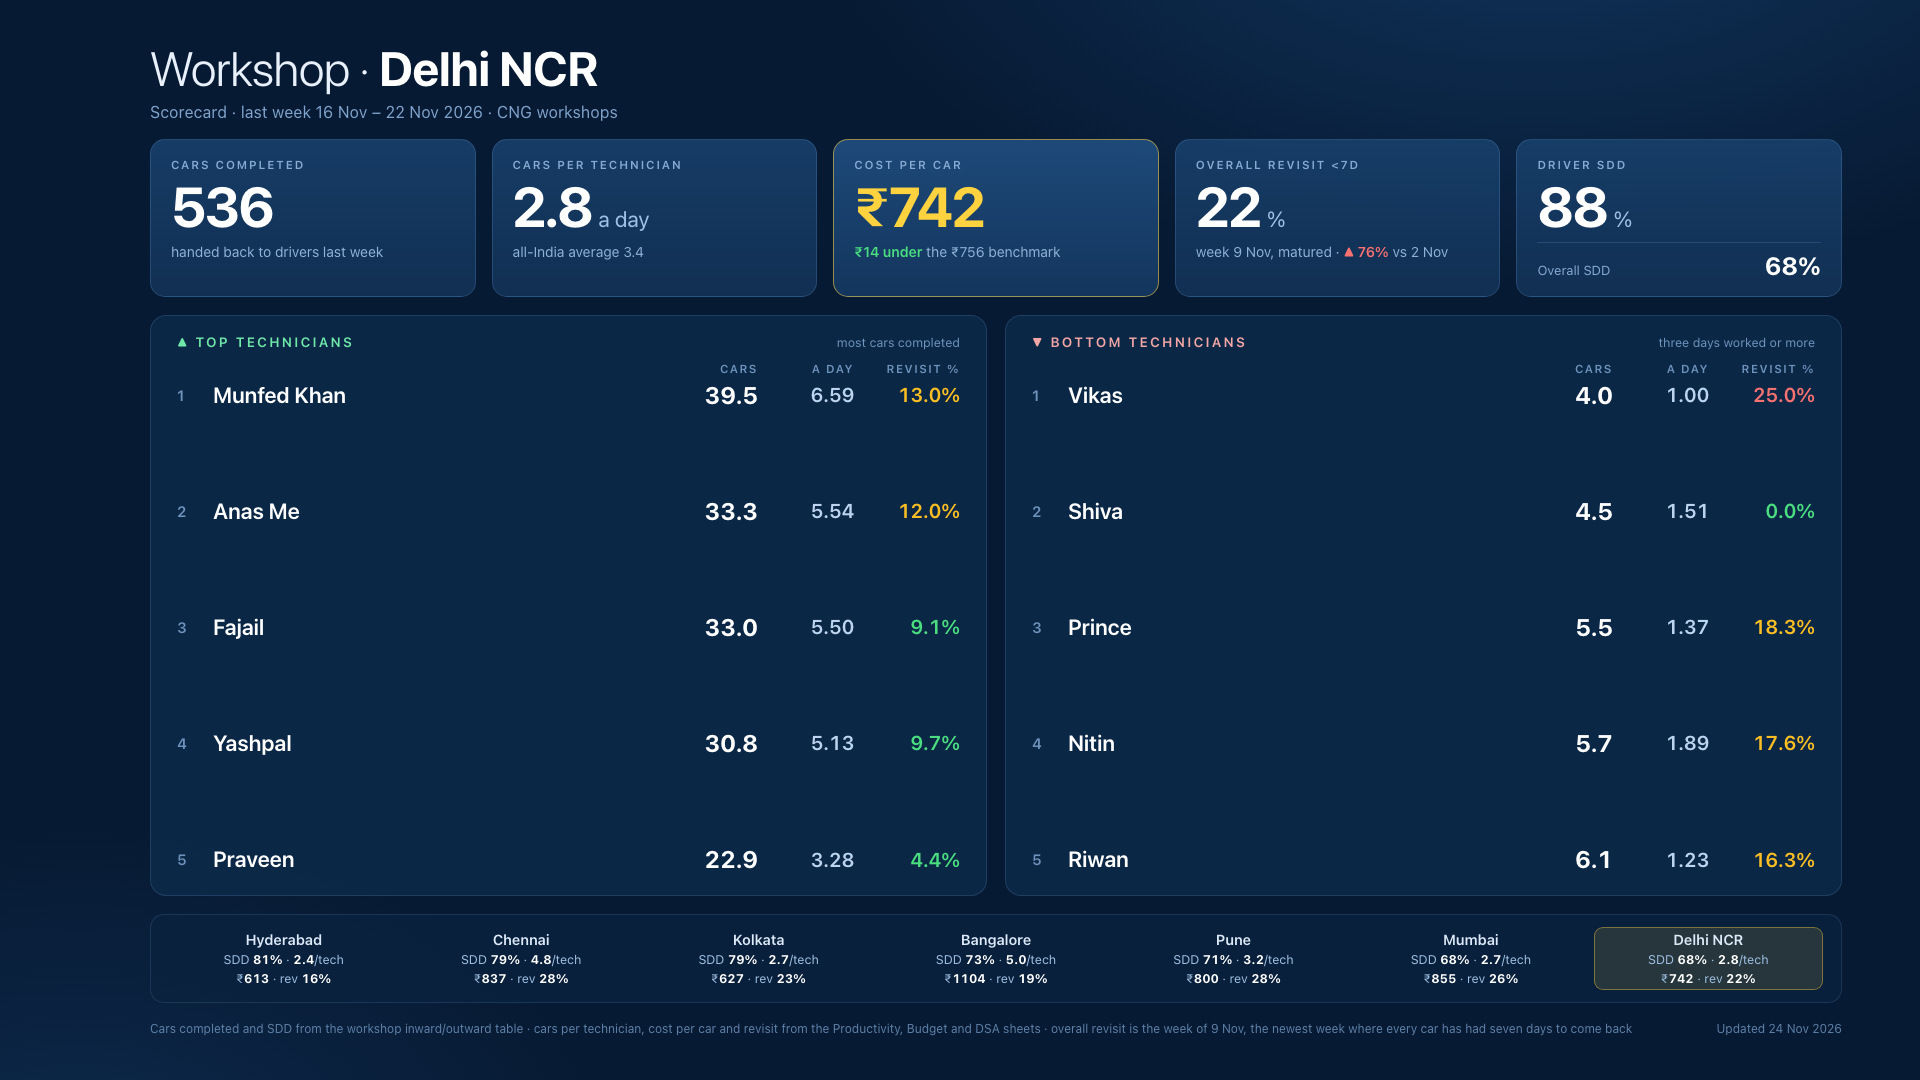 Workshop · Delhi NCR
Scorecard · last week 16 Nov – 22 Nov 2026 · CNG workshops
CARS COMPLETED
536
handed back to drivers last week
CARS PER TECHNICIAN
2.8 a day
all-India average 3.4
COST PER CAR
₹742
₹14 under the ₹756 benchmark
OVERALL REVISIT <7D
22 %
week 9 Nov, matured · ▲ 76% vs 2 Nov
DRIVER SDD
88 %
Overall SDD 68%
▲ TOP TECHNICIANS most cars completed
CARS A DAY REVISIT %
1 Munfed Khan 39.5 6.59 13.0%
2 Anas Me 33.3 5.54 12.0%
3 Fajail 33.0 5.50 9.1%
4 Yashpal 30.8 5.13 9.7%
5 Praveen 22.9 3.28 4.4%
▼ BOTTOM TECHNICIANS three days worked or more
CARS A DAY REVISIT %
1 Vikas 4.0 1.00 25.0%
2 Shiva 4.5 1.51 0.0%
3 Prince 5.5 1.37 18.3%
4 Nitin 5.7 1.89 17.6%
5 Riwan 6.1 1.23 16.3%
Hyderabad
SDD 81% · 2.4/tech
₹613 · rev 16%
Chennai
SDD 79% · 4.8/tech
₹837 · rev 28%
Kolkata
SDD 79% · 2.7/tech
₹627 · rev 23%
Bangalore
SDD 73% · 5.0/tech
₹1104 · rev 19%
Pune
SDD 71% · 3.2/tech
₹800 · rev 28%
Mumbai
SDD 68% · 2.7/tech
₹855 · rev 26%
Delhi NCR
SDD 68% · 2.8/tech
₹742 · rev 22%
Cars completed and SDD from the workshop inward/outward table · cars per technician, cost per car and revisit from the Productivity, Budget and DSA sheets · overall revisit is the week of 9 Nov, the newest week where every car has had seven days to come back
Updated 24 Nov 2026